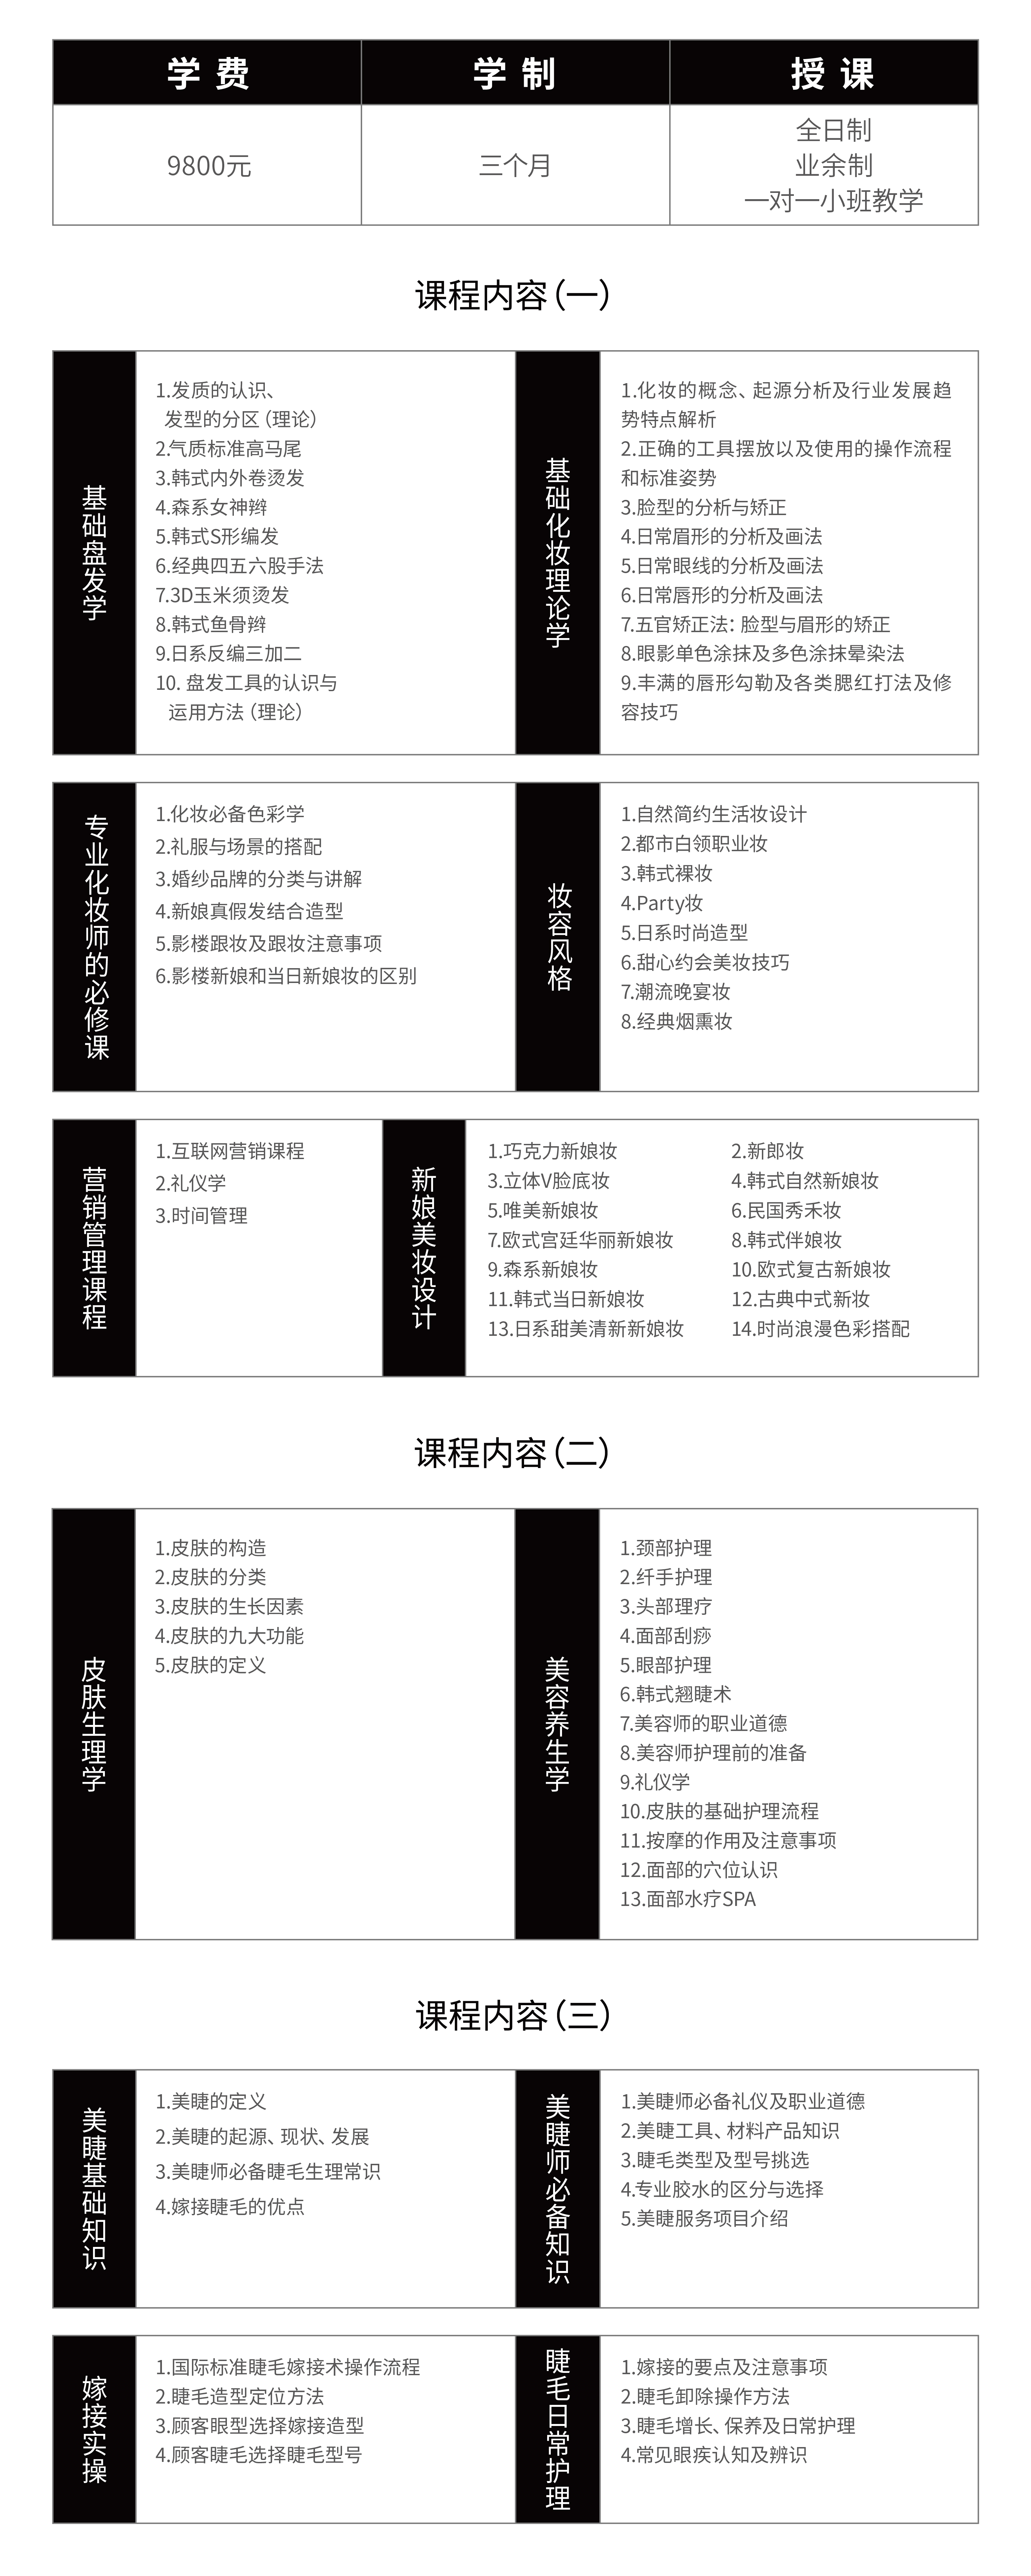 学费
学制
授课
9800元
三个月
全日制
业余制
一对一小班教学
课程内容（一）
基础盘发学
1.发质的认识、
发型的分区（理论）
2.气质标准高马尾
3.韩式内外卷烫发
4.森系女神辫
5.韩式S形编发
6.经典四五六股手法
7.3D玉米须烫发
8.韩式鱼骨辫
9.日系反编三加二
10. 盘发工具的认识与
运用方法（理论）
基础化妆理论学
1.化妆的概念、起源分析及行业发展趋
势特点解析
2.正确的工具摆放以及使用的操作流程
和标准姿势
3.脸型的分析与矫正
4.日常眉形的分析及画法
5.日常眼线的分析及画法
6.日常唇形的分析及画法
7.五官矫正法：脸型与眉形的矫正
8.眼影单色涂抹及多色涂抹晕染法
9.丰满的唇形勾勒及各类腮红打法及修
容技巧
专业化妆师的必修课
1.化妆必备色彩学
2.礼服与场景的搭配
3.婚纱品牌的分类与讲解
4.新娘真假发结合造型
5.影楼跟妆及跟妆注意事项
6.影楼新娘和当日新娘妆的区别
妆容风格
1.自然简约生活妆设计
2.都市白领职业妆
3.韩式裸妆
4.Party妆
5.日系时尚造型
6.甜心约会美妆技巧
7.潮流晚宴妆
8.经典烟熏妆
营销管理课程
1.互联网营销课程
2.礼仪学
3.时间管理
新娘美妆设计
1.巧克力新娘妆
2.新郎妆
3.立体V脸底妆
4.韩式自然新娘妆
5.唯美新娘妆
6.民国秀禾妆
7.欧式宫廷华丽新娘妆
8.韩式伴娘妆
9.森系新娘妆
10.欧式复古新娘妆
11.韩式当日新娘妆
12.古典中式新妆
13.日系甜美清新新娘妆
14.时尚浪漫色彩搭配
课程内容（二）
皮肤生理学
1.皮肤的构造
2.皮肤的分类
3.皮肤的生长因素
4.皮肤的九大功能
5.皮肤的定义
美容养生学
1.颈部护理
2.纤手护理
3.头部理疗
4.面部刮痧
5.眼部护理
6.韩式翘睫术
7.美容师的职业道德
8.美容师护理前的准备
9.礼仪学
10.皮肤的基础护理流程
11.按摩的作用及注意事项
12.面部的穴位认识
13.面部水疗SPA
课程内容（三）
美睫基础知识
1.美睫的定义
2.美睫的起源、现状、发展
3.美睫师必备睫毛生理常识
4.嫁接睫毛的优点
美睫师必备知识
1.美睫师必备礼仪及职业道德
2.美睫工具、材料产品知识
3.睫毛类型及型号挑选
4.专业胶水的区分与选择
5.美睫服务项目介绍
嫁接实操
1.国际标准睫毛嫁接术操作流程
2.睫毛造型定位方法
3.顾客眼型选择嫁接造型
4.顾客睫毛选择睫毛型号
睫毛日常护理
1.嫁接的要点及注意事项
2.睫毛卸除操作方法
3.睫毛增长、保养及日常护理
4.常见眼疾认知及辨识